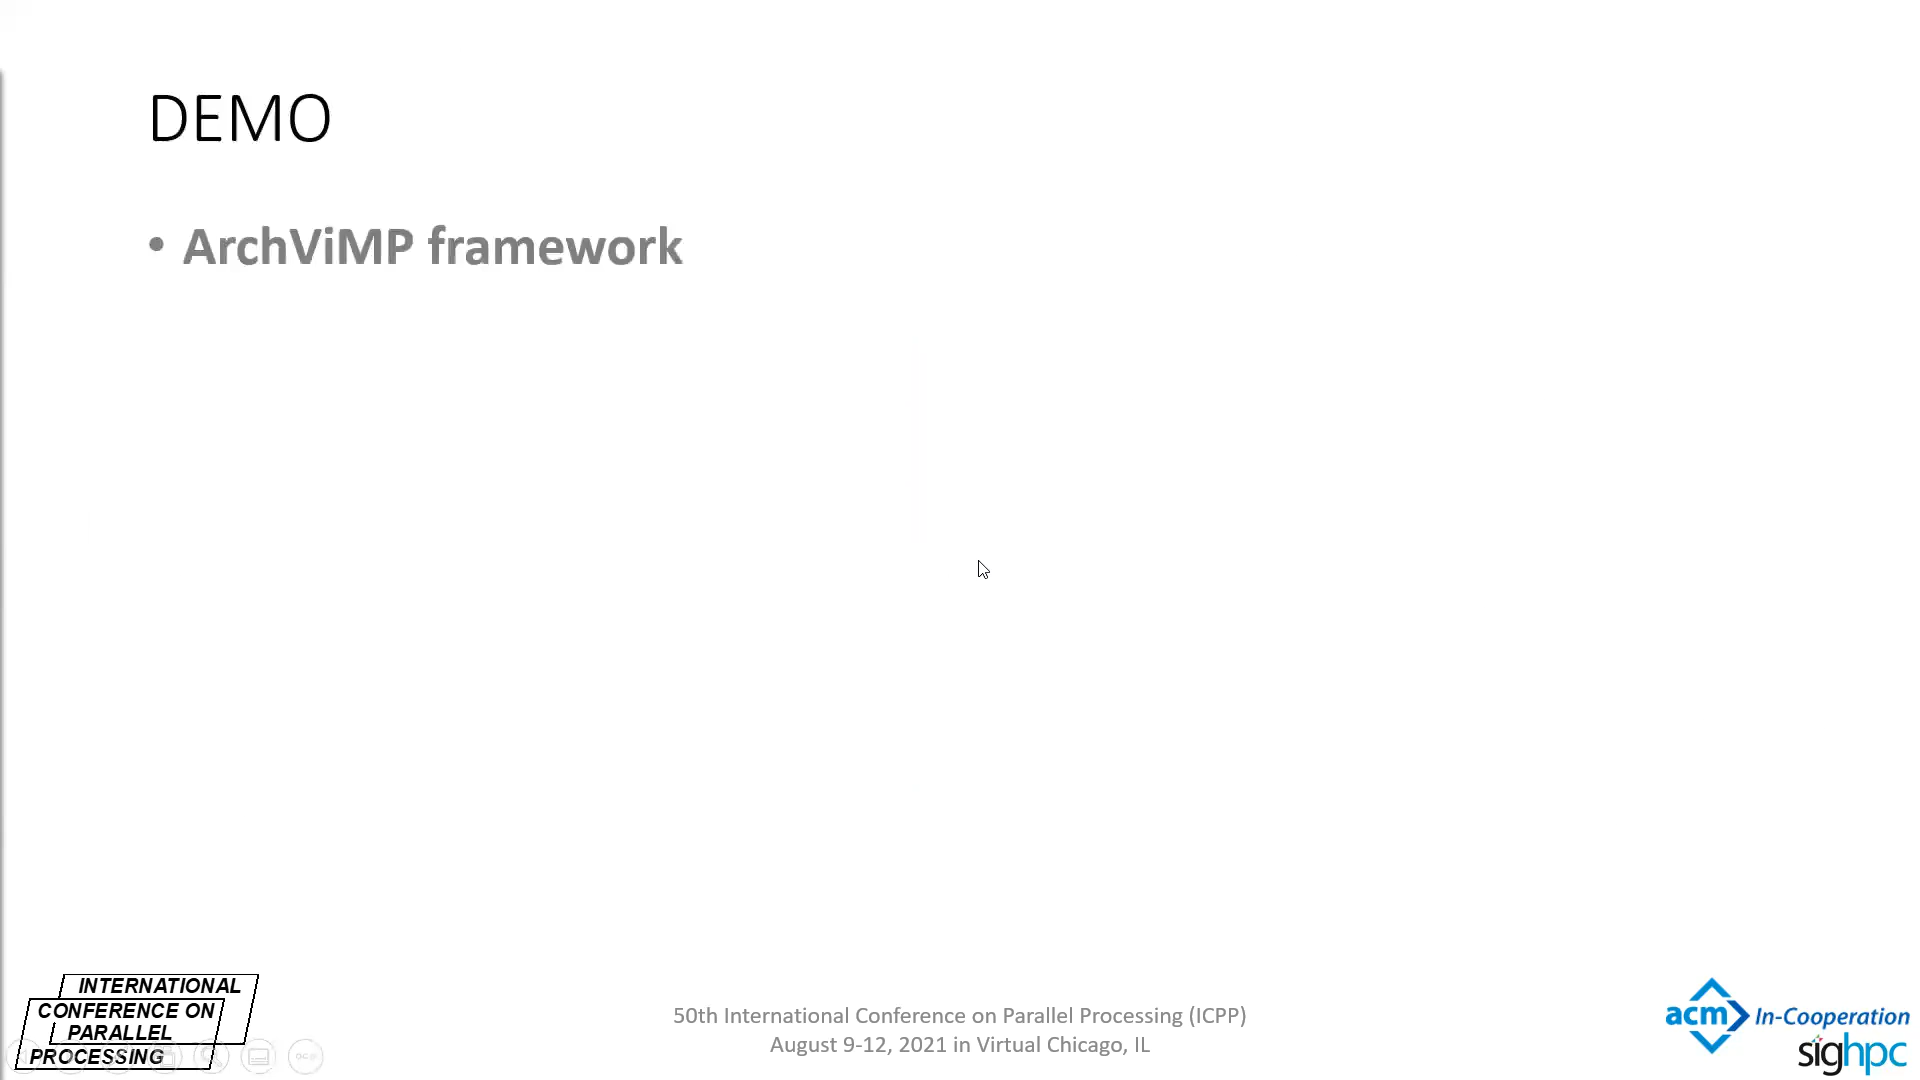 DEMO
• ArchViMP framework
INTERNATIONAL
CONFERENCE ON
PARALLEL
PROCESSING
50th International Conference on Parallel Processing (ICPP)
August 9-12, 2021 in Virtual Chicago, IL
acm In-Cooperation
sighpc